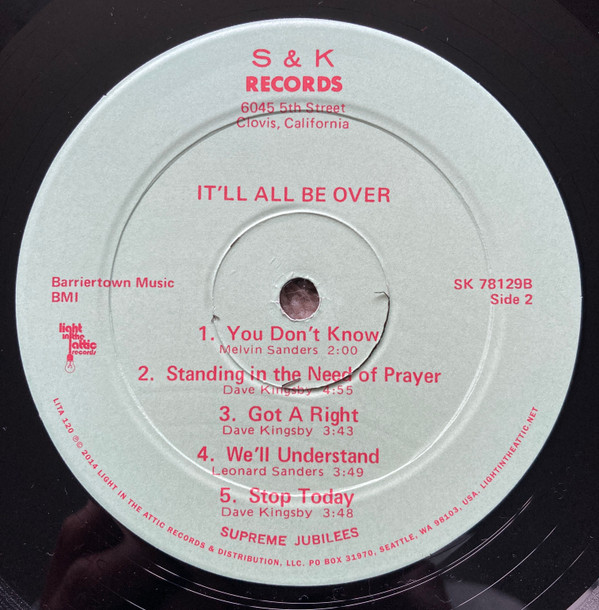 S & K
RECORDS
6045 5th Street
Clovis, California
IT'LL ALL BE OVER
Barriertown Music
BMI
SK 78129B
Side 2
light
in the
attic
records
1. You Don't Know
Melvin Sanders 2:00
2. Standing in the Need of Prayer
Dave Kingsby 4:55
3. Got A Right
Dave Kingsby 3:43
4. We'll Understand
Leonard Sanders 3:49
5. Stop Today
Dave Kingsby 3:48
SUPREME JUBILEES
LITA 120 ℗© 2014 LIGHT IN THE ATTIC RECORDS & DISTRIBUTION, LLC. PO BOX 31970, SEATTLE, WA 98103, USA. LIGHTINTHEATTIC.NET